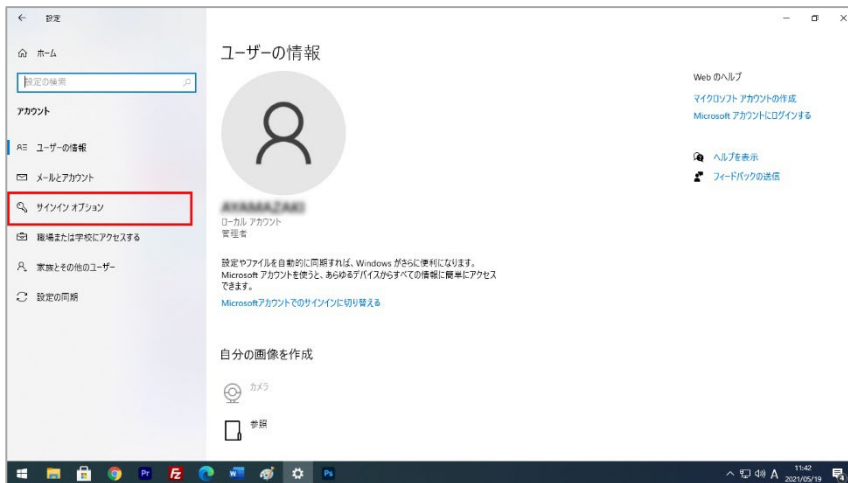 設定
ホーム
設定の検索
アカウント
ユーザーの情報
メールとアカウント
サインイン オプション
職場または学校にアクセスする
家族とその他のユーザー
設定の同期
ユーザーの情報
ローカル アカウント
管理者
設定やファイルを自動的に同期すれば、Windows がさらに便利になります。
Microsoft アカウントを使うと、あらゆるデバイスからすべての情報に簡単にアクセス
できます。
Microsoftアカウントでのサインインに切り替える
自分の画像を作成
カメラ
参照
Web のヘルプ
マイクロソフト アカウントの作成
Microsoft アカウントにログインする
ヘルプを表示
フィードバックの送信
Pr
Fz
W
Ps
A
11:42
2021/05/19
4